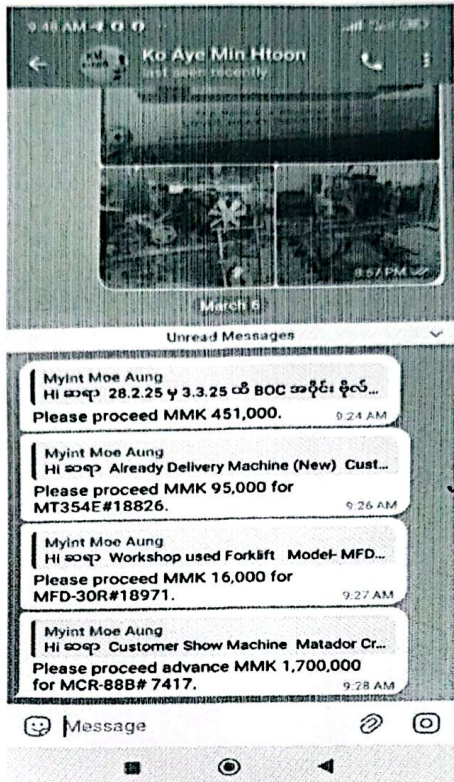 9:48 AM
Ko Aye Min Htoon
last seen recently
8:57 PM
March 6
Unread Messages
Myint Moe Aung
Hi ဆရာ 28.2.25 မှ 3.3.25 ထိ BOC အပိုင်း ဗိုလ်...
Please proceed MMK 451,000.
9:24 AM
Myint Moe Aung
Hi ဆရာ Already Delivery Machine (New) Cust...
Please proceed MMK 95,000 for
MT354E#18826.
9:26 AM
Myint Moe Aung
Hi ဆရာ Workshop used Forklift Model- MFD...
Please proceed MMK 16,000 for
MFD-30R#18971.
9:27 AM
Myint Moe Aung
Hi ဆရာ Customer Show Machine Matador Cr...
Please proceed advance MMK 1,700,000
for MCR-88B# 7417.
9:28 AM
Message